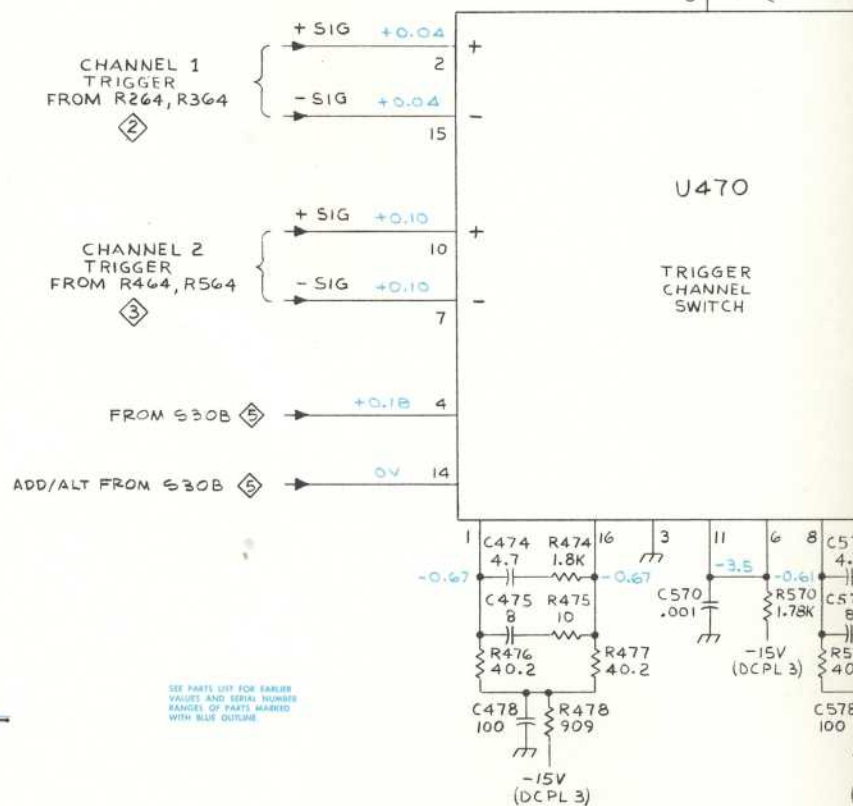 + SIG +0.04
2
+
CHANNEL 1
TRIGGER
FROM R264, R364
2
- SIG +0.04
15
-
+ SIG +0.10
10
+
CHANNEL 2
TRIGGER
FROM R464, R564
3
- SIG +0.10
7
-
U470
TRIGGER
CHANNEL
SWITCH
FROM S30B 5
+0.18 4
ADD/ALT FROM S30B 5
0V 14
1
16
3
11
6
8
C474
4.7
R474
1.8K
-0.67
-0.67
C475
8
R475
10
R476
40.2
R477
40.2
C478
100
R478
909
-15V
(DCPL 3)
-3.5
C570
.001
-0.61
R570
1.78K
-15V
(DCPL 3)
C578
100
SEE PARTS LIST FOR EARLIER
VALUES AND SERIAL NUMBER
RANGES OF PARTS MARKED
WITH BLUE OUTLINE